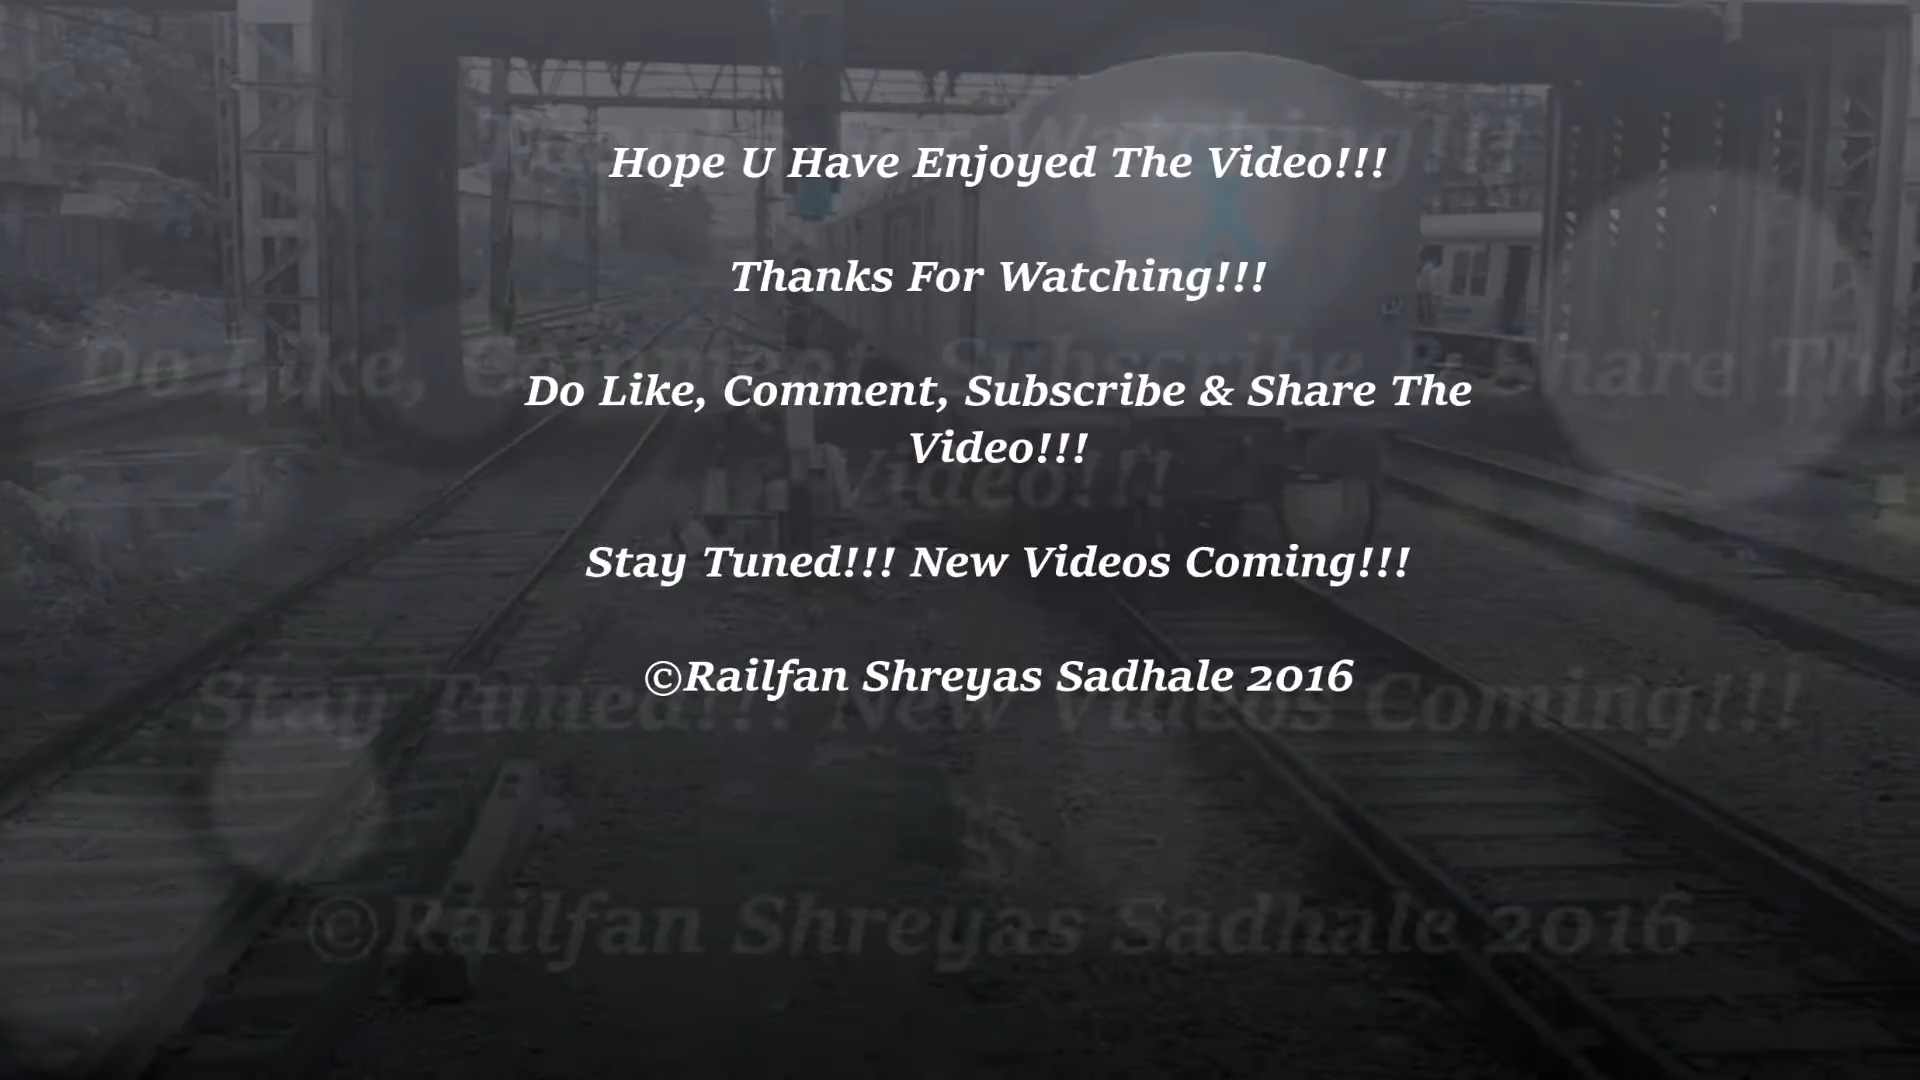 Hope U Have Enjoyed The Video!!!
Thanks For Watching!!!
Do Like, Comment, Subscribe & Share The
Video!!!
Stay Tuned!!! New Videos Coming!!!
©Railfan Shreyas Sadhale 2016